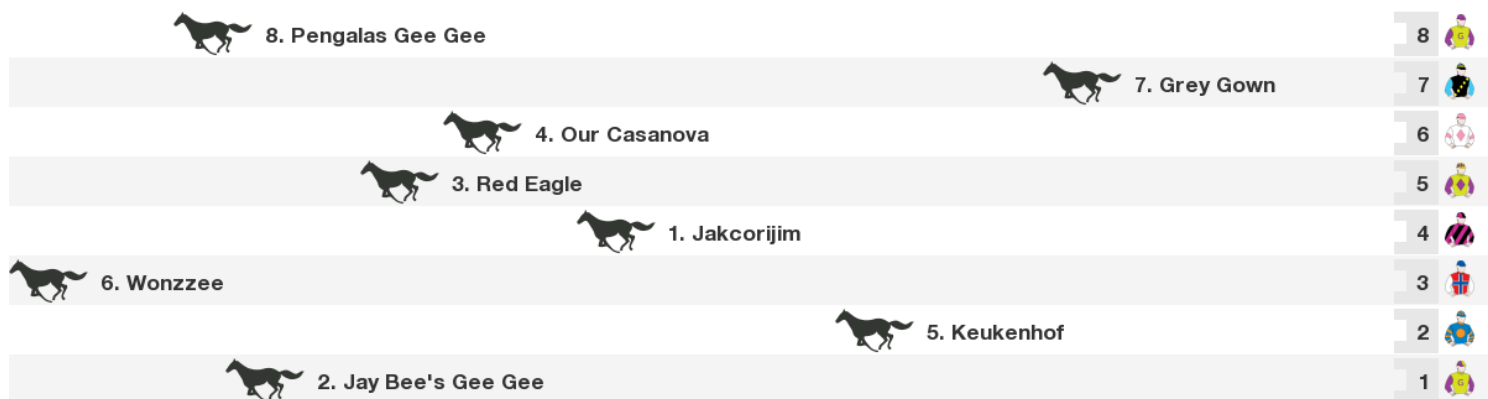 8. Pengalas Gee Gee 8 G
7. Grey Gown 7
4. Our Casanova 6
3. Red Eagle 5
1. Jakcorijim 4
6. Wonzzee 3
5. Keukenhof 2
2. Jay Bee's Gee Gee 1 G